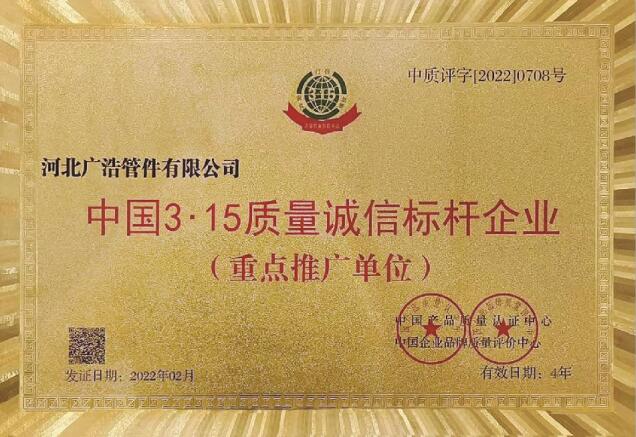 中质评字[2022]0708号
3·15
河北广浩管件有限公司
中国3·15质量诚信标杆企业
(重点推广单位)
中国产品质量认证中心
中国企业品牌质量评价中心
发证日期:2022年02月
有效日期:4年